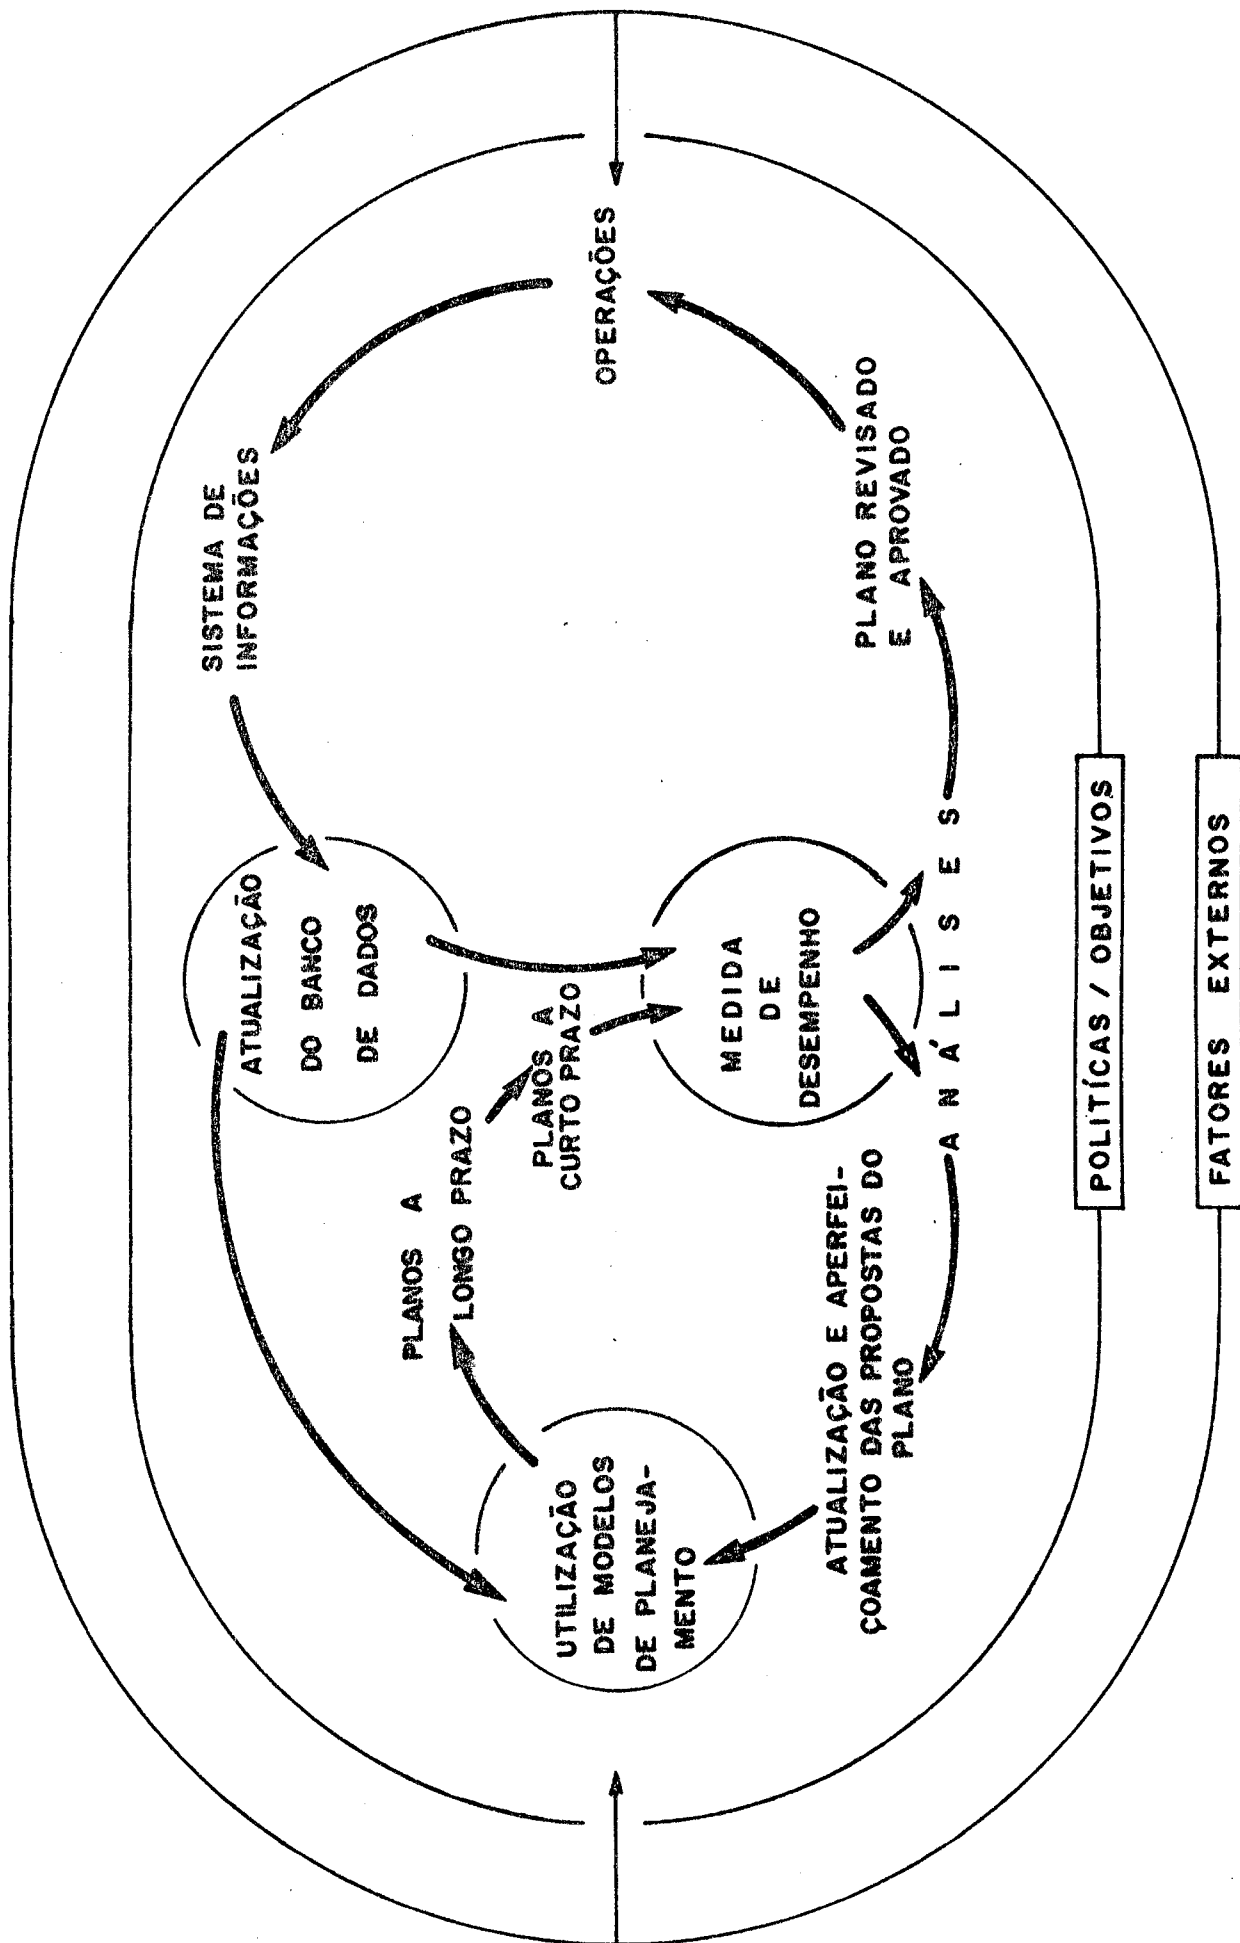 SISTEMA DE
INFORMAÇÕES
ATUALIZAÇÃO
DO BANCO
DE DADOS
PLANOS A
LONGO PRAZO
PLANOS A
CURTO PRAZO
UTILIZAÇÃO
DE MODELOS
DE PLANEJA-
MENTO
OPERAÇÕES
MEDIDA
DE
DESEMPENHO
ATUALIZAÇÃO E APERFEI-
ÇOAMENTO DAS PROPOSTAS DO
PLANO
PLANO REVISADO
E APROVADO
ANÁLISES
POLITÍCAS / OBJETIVOS
FATORES EXTERNOS